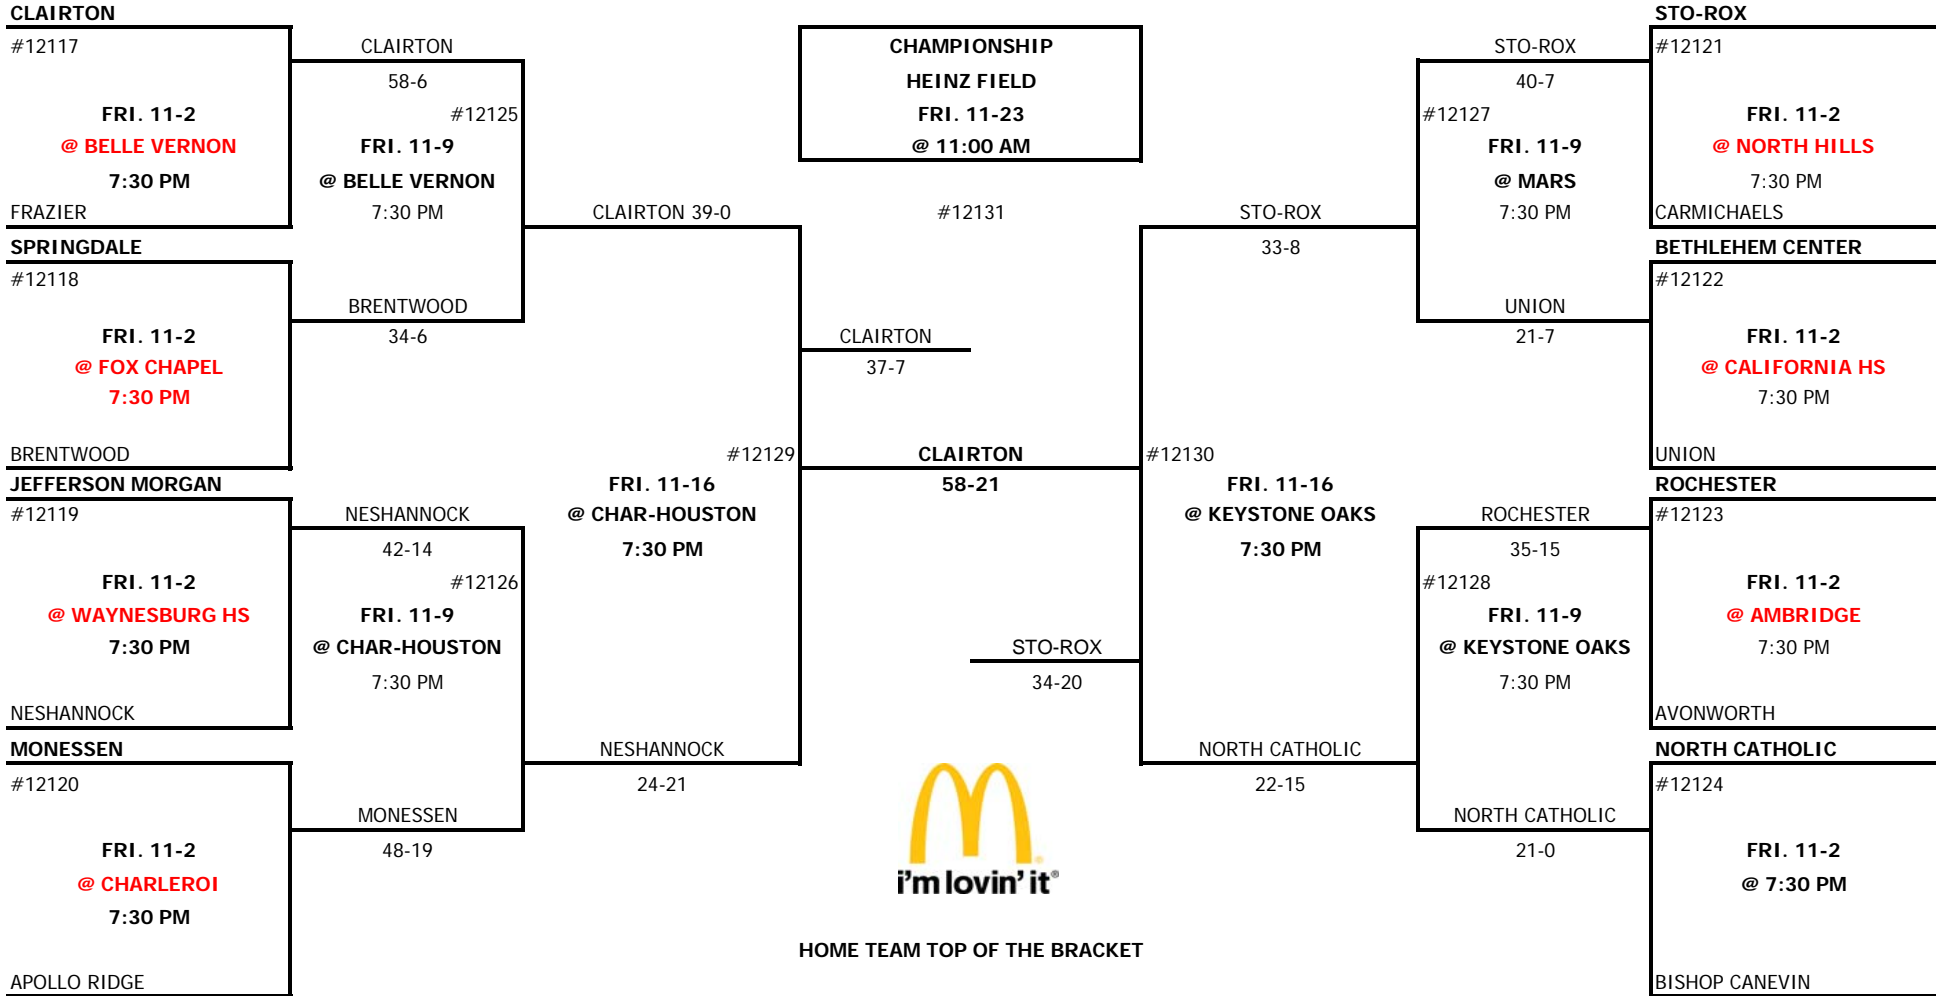 CLAIRTON
#12117
FRI. 11-2
@ BELLE VERNON
7:30 PM
FRAZIER
SPRINGDALE
#12118
FRI. 11-2
@ FOX CHAPEL
7:30 PM
BRENTWOOD
JEFFERSON MORGAN
#12119
FRI. 11-2
@ WAYNESBURG HS
7:30 PM
NESHANNOCK
MONESSEN
#12120
FRI. 11-2
@ CHARLEROI
7:30 PM
APOLLO RIDGE
CLAIRTON
58-6
#12125
FRI. 11-9
@ BELLE VERNON
7:30 PM
BRENTWOOD
34-6
NESHANNOCK
42-14
#12126
FRI. 11-9
@ CHAR-HOUSTON
7:30 PM
MONESSEN
48-19
CLAIRTON 39-0
#12129
FRI. 11-16
@ CHAR-HOUSTON
7:30 PM
NESHANNOCK
24-21
CHAMPIONSHIP
HEINZ FIELD
FRI. 11-23
@ 11:00 AM
#12131
CLAIRTON
37-7
CLAIRTON
58-21
STO-ROX
34-20
i'm lovin' it®
HOME TEAM TOP OF THE BRACKET
STO-ROX
33-8
#12130
FRI. 11-16
@ KEYSTONE OAKS
7:30 PM
NORTH CATHOLIC
22-15
STO-ROX
40-7
#12127
FRI. 11-9
@ MARS
7:30 PM
UNION
21-7
ROCHESTER
35-15
#12128
FRI. 11-9
@ KEYSTONE OAKS
7:30 PM
NORTH CATHOLIC
21-0
STO-ROX
#12121
FRI. 11-2
@ NORTH HILLS
7:30 PM
CARMICHAELS
BETHLEHEM CENTER
#12122
FRI. 11-2
@ CALIFORNIA HS
7:30 PM
UNION
ROCHESTER
#12123
FRI. 11-2
@ AMBRIDGE
7:30 PM
AVONWORTH
NORTH CATHOLIC
#12124
FRI. 11-2
@ 7:30 PM
BISHOP CANEVIN